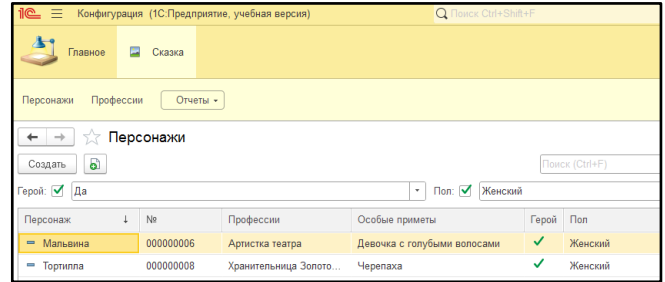 1С Конфигурация (1С:Предприятие, учебная версия) Поиск Ctrl+Shift+F
Главное Сказка
Персонажи Профессии Отчеты
Персонажи
Создать Поиск (Ctrl+F)
Герой: Да Пол: Женский
Персонаж ↓ № Профессии Особые приметы Герой Пол
Мальвина 000000006 Артистка театра Девочка с голубыми волосами Женский
Тортилла 000000008 Хранительница Золото... Черепаха Женский